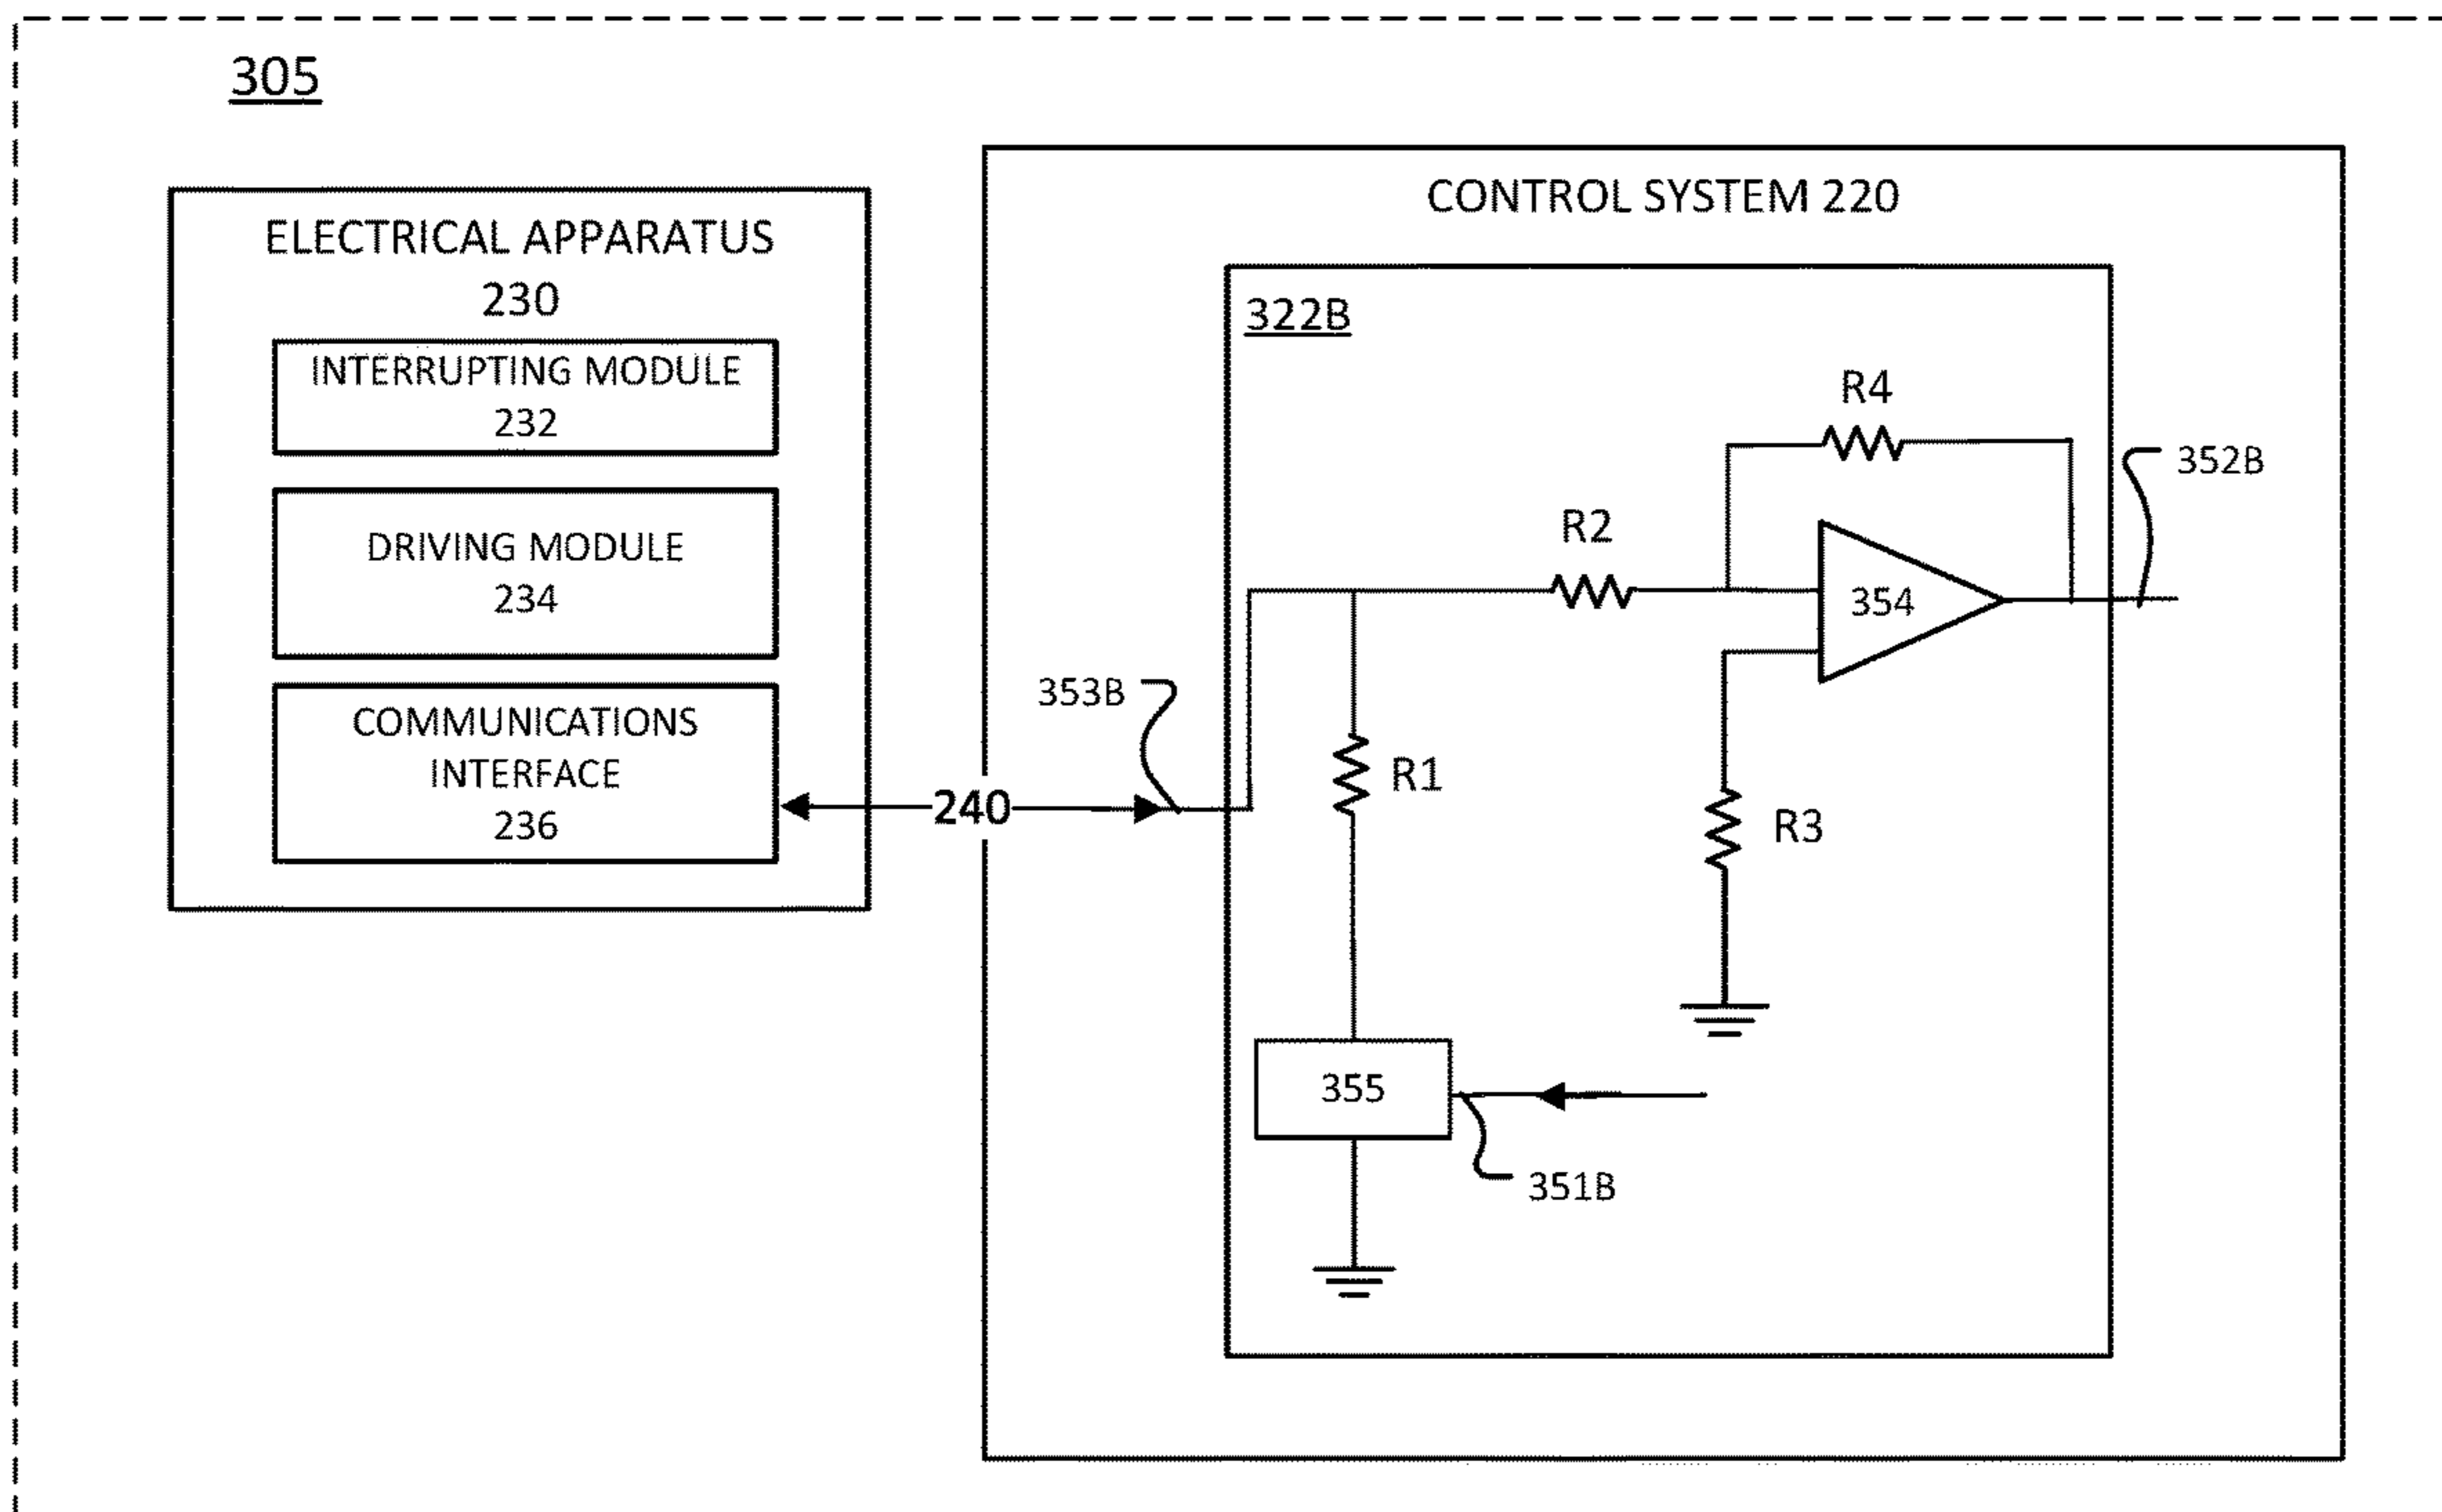 305
ELECTRICAL APPARATUS
230
INTERRUPTING MODULE
232
DRIVING MODULE
234
COMMUNICATIONS
INTERFACE
236
240
CONTROL SYSTEM 220
322B
353B
R4
352B
R2
354
R1
R3
355
351B